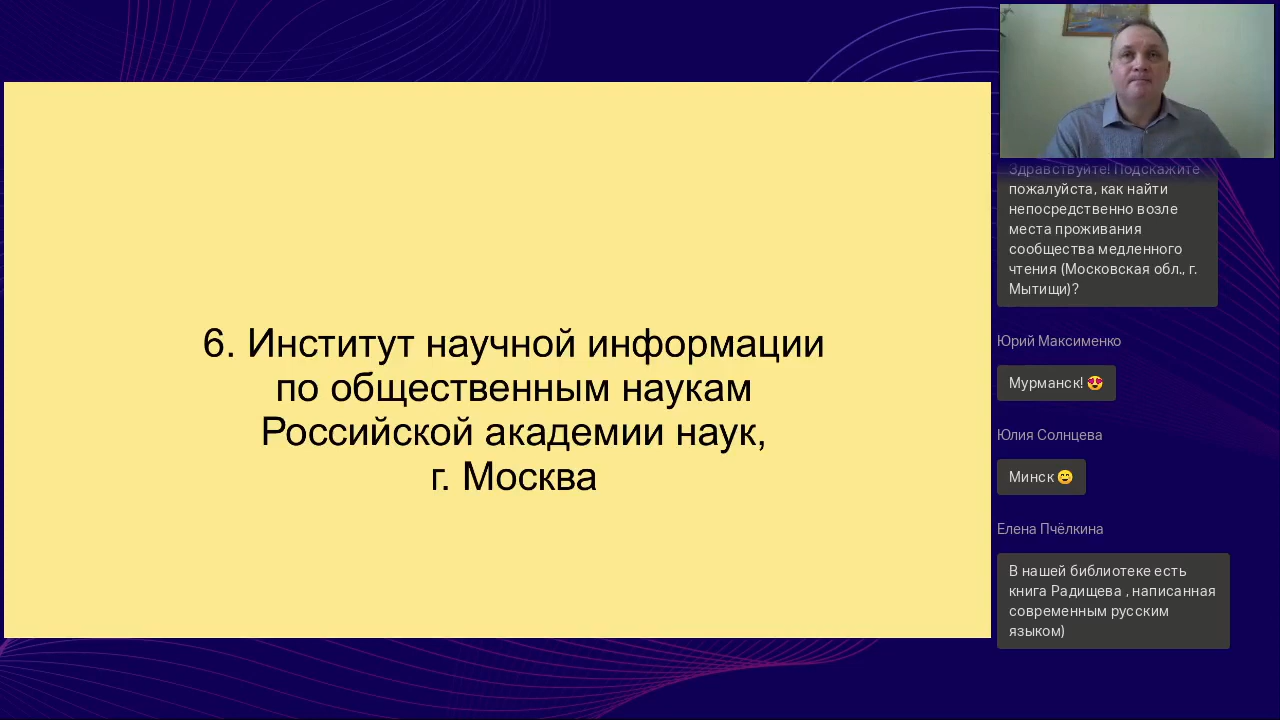 6. Институт научной информации
по общественным наукам
Российской академии наук,
г. Москва
Здравствуйте! Подскажите
пожалуйста, как найти
непосредственно возле
места проживания
сообщества медленного
чтения (Московская обл., г.
Мытищи)?
Юрий Максименко
Мурманск! 😍
Юлия Солнцева
Минск 😄
Елена Пчёлкина
В нашей библиотеке есть
книга Радищева , написанная
современным русским
языком)